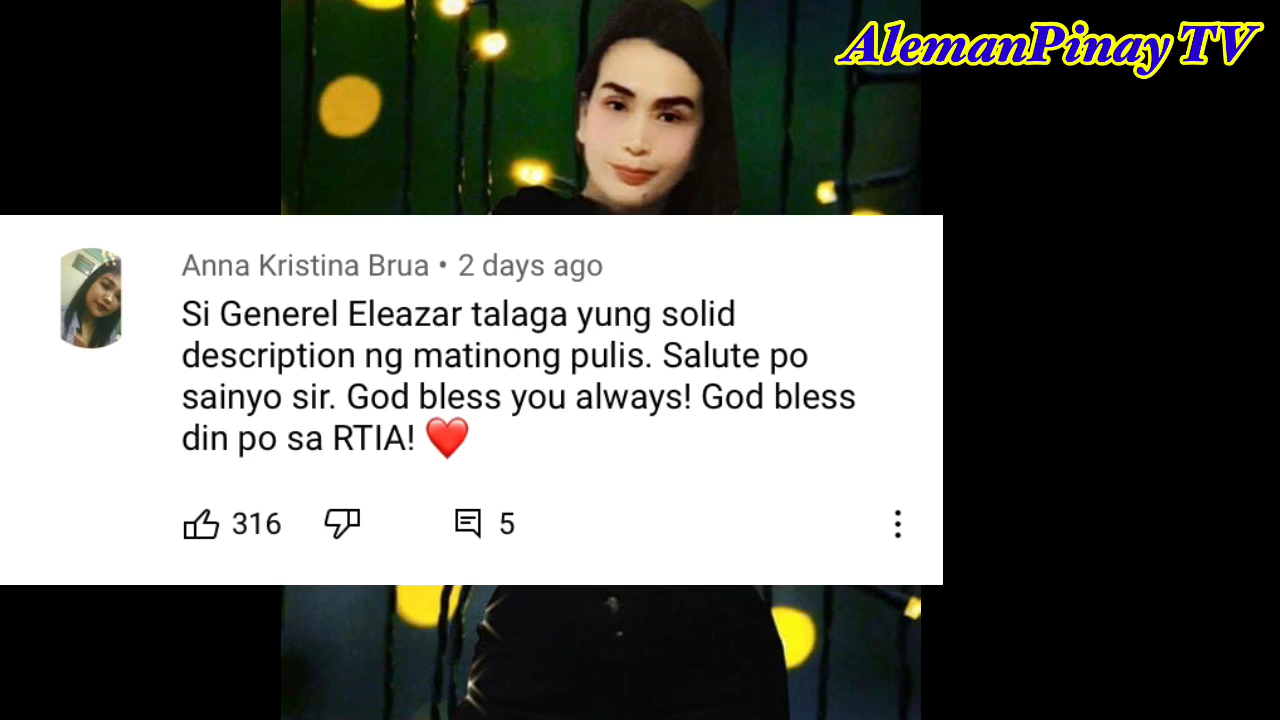 AlemanPinay TV
Anna Kristina Brua • 2 days ago
Si Generel Eleazar talaga yung solid
description ng matinong pulis. Salute po
sainyo sir. God bless you always! God bless
din po sa RTIA! ❤️
316 5